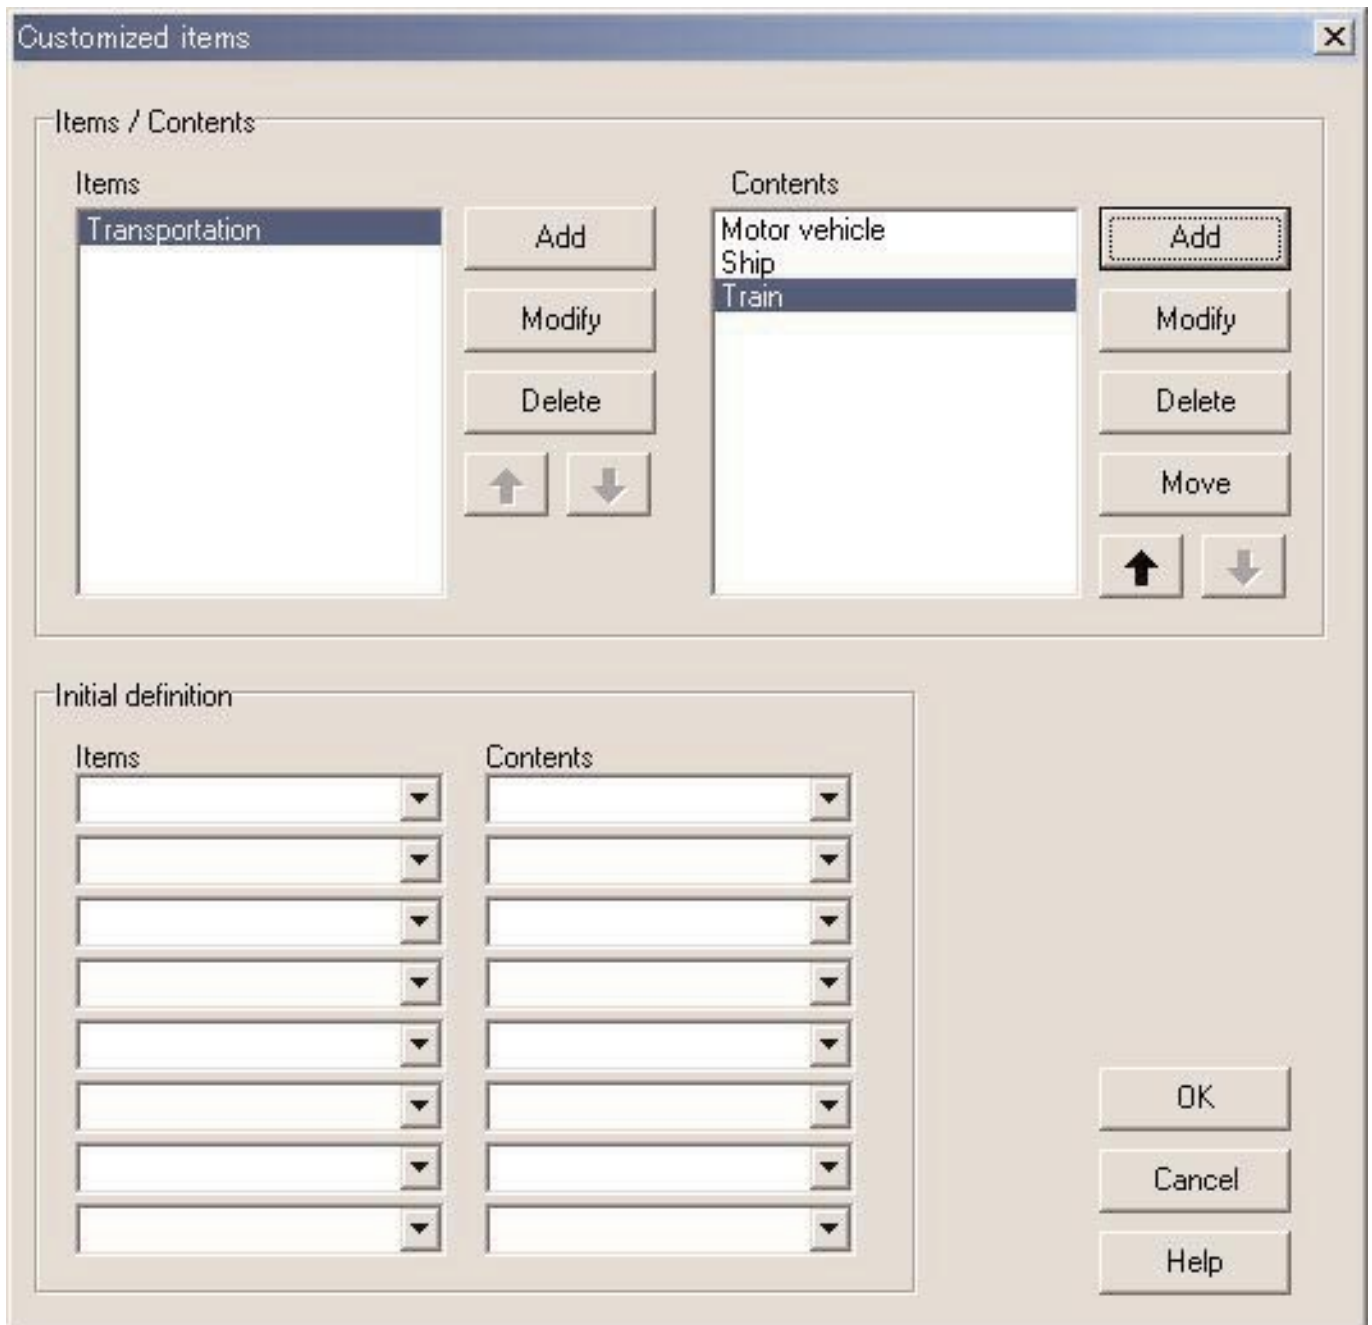 Customized items
Items / Contents
Items
Contents
Transportation
Add
Modify
Delete
Motor vehicle
Ship
Train
Add
Modify
Delete
Move
Initial definition
Items
Contents
OK
Cancel
Help